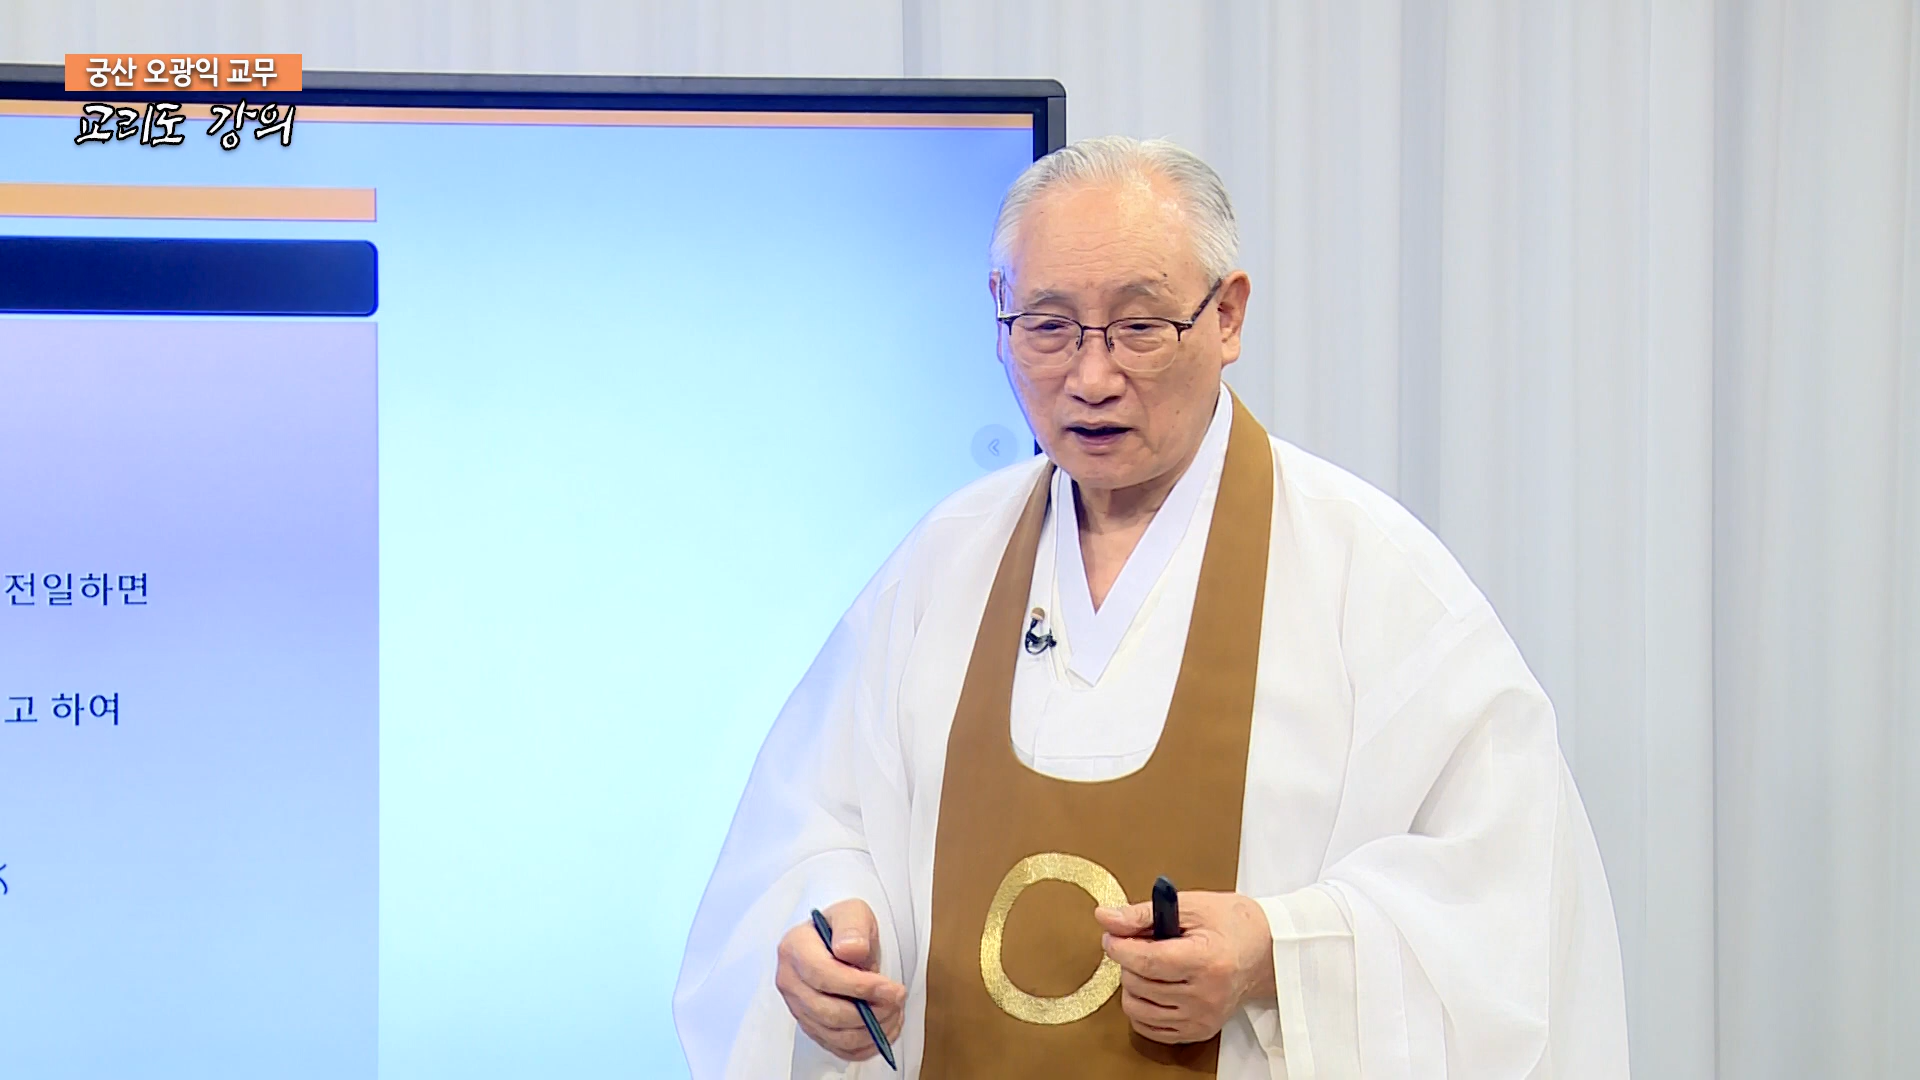 궁산 오광익 교무
교리도 강의
전일하면
고 하여